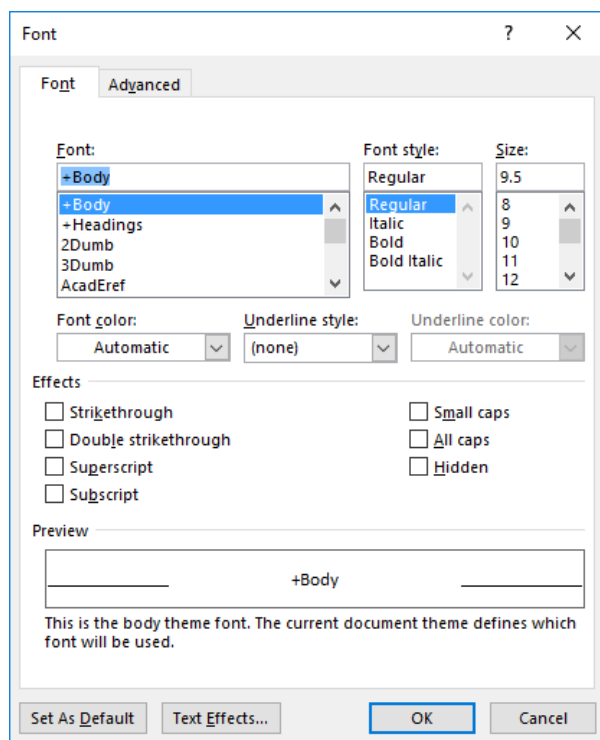 Font ?
Font Advanced
Font: Font style: Size:
+Body Regular 9.5
+Body Regular 8
+Headings Italic 9
2Dumb Bold 10
3Dumb Bold Italic 11
AcadEref 12
Font color: Underline style: Underline color:
Automatic (none) Automatic
Effects
Strikethrough Small caps
Double strikethrough All caps
Superscript Hidden
Subscript
Preview
+Body
This is the body theme font. The current document theme defines which
font will be used.
Set As Default Text Effects... OK Cancel